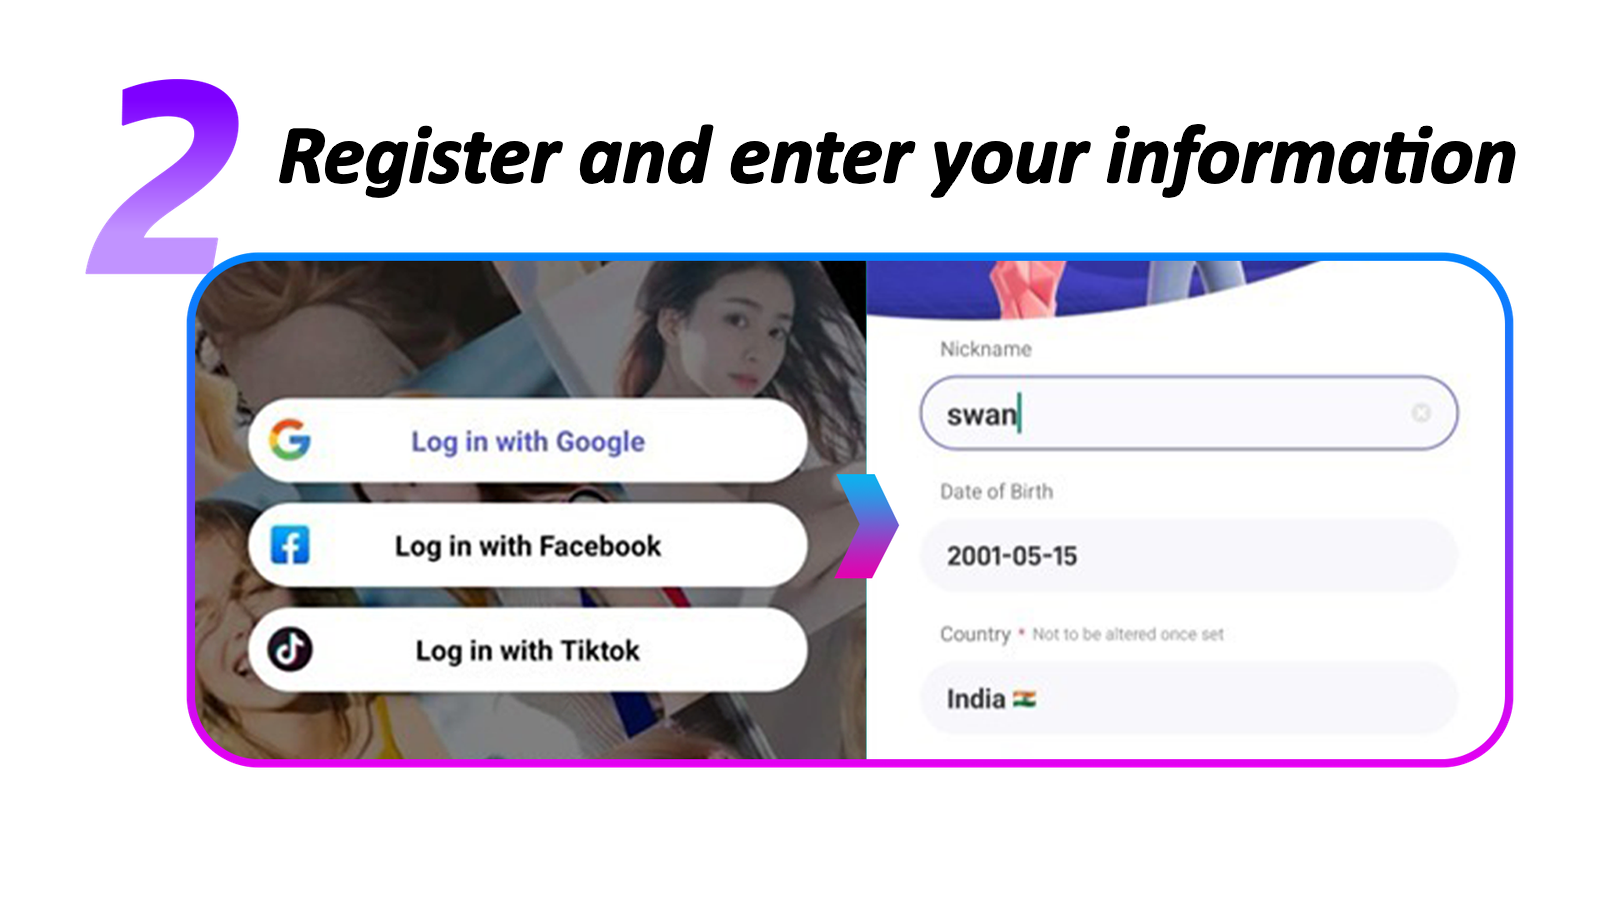 2
Register and enter your information
Log in with Google
Log in with Facebook
Log in with Tiktok
Nickname
swan
Date of Birth
2001-05-15
Country * Not to be altered once set
India 🇮🇳